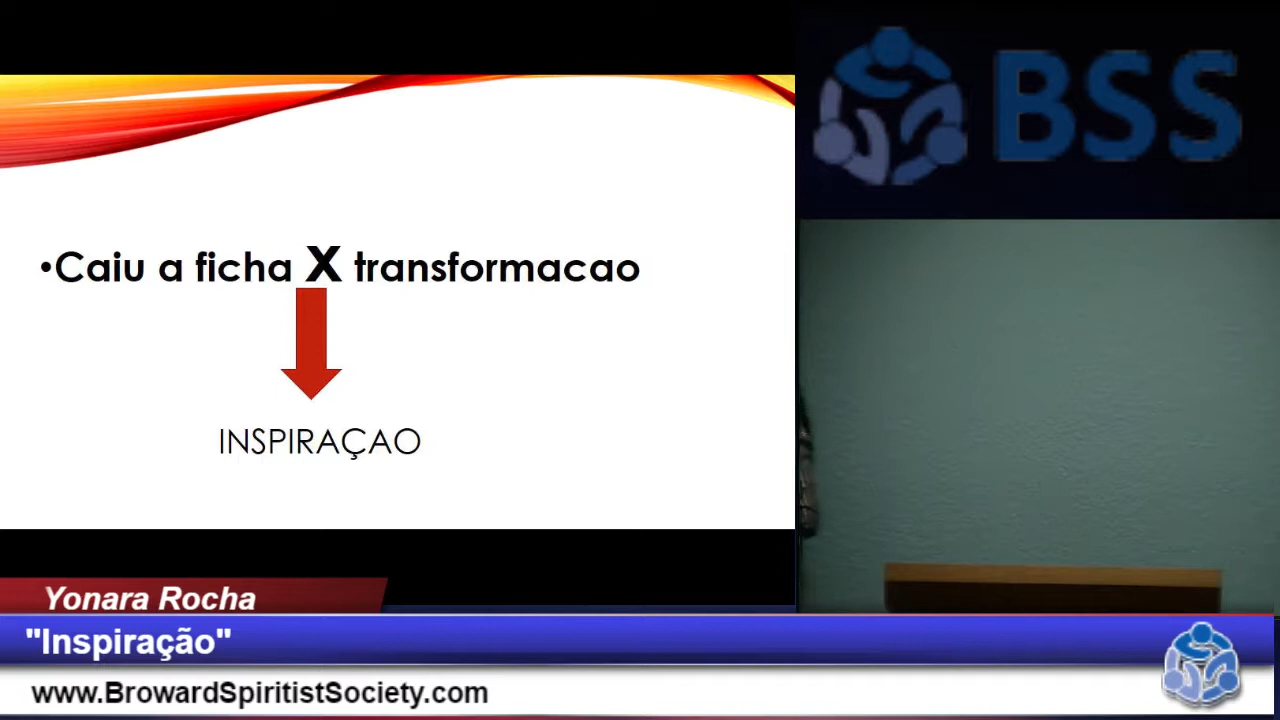 BSS
•Caiu a ficha X transformacao
INSPIRAÇAO
Yonara Rocha
"Inspiração"
www.BrowardSpiritistSociety.com